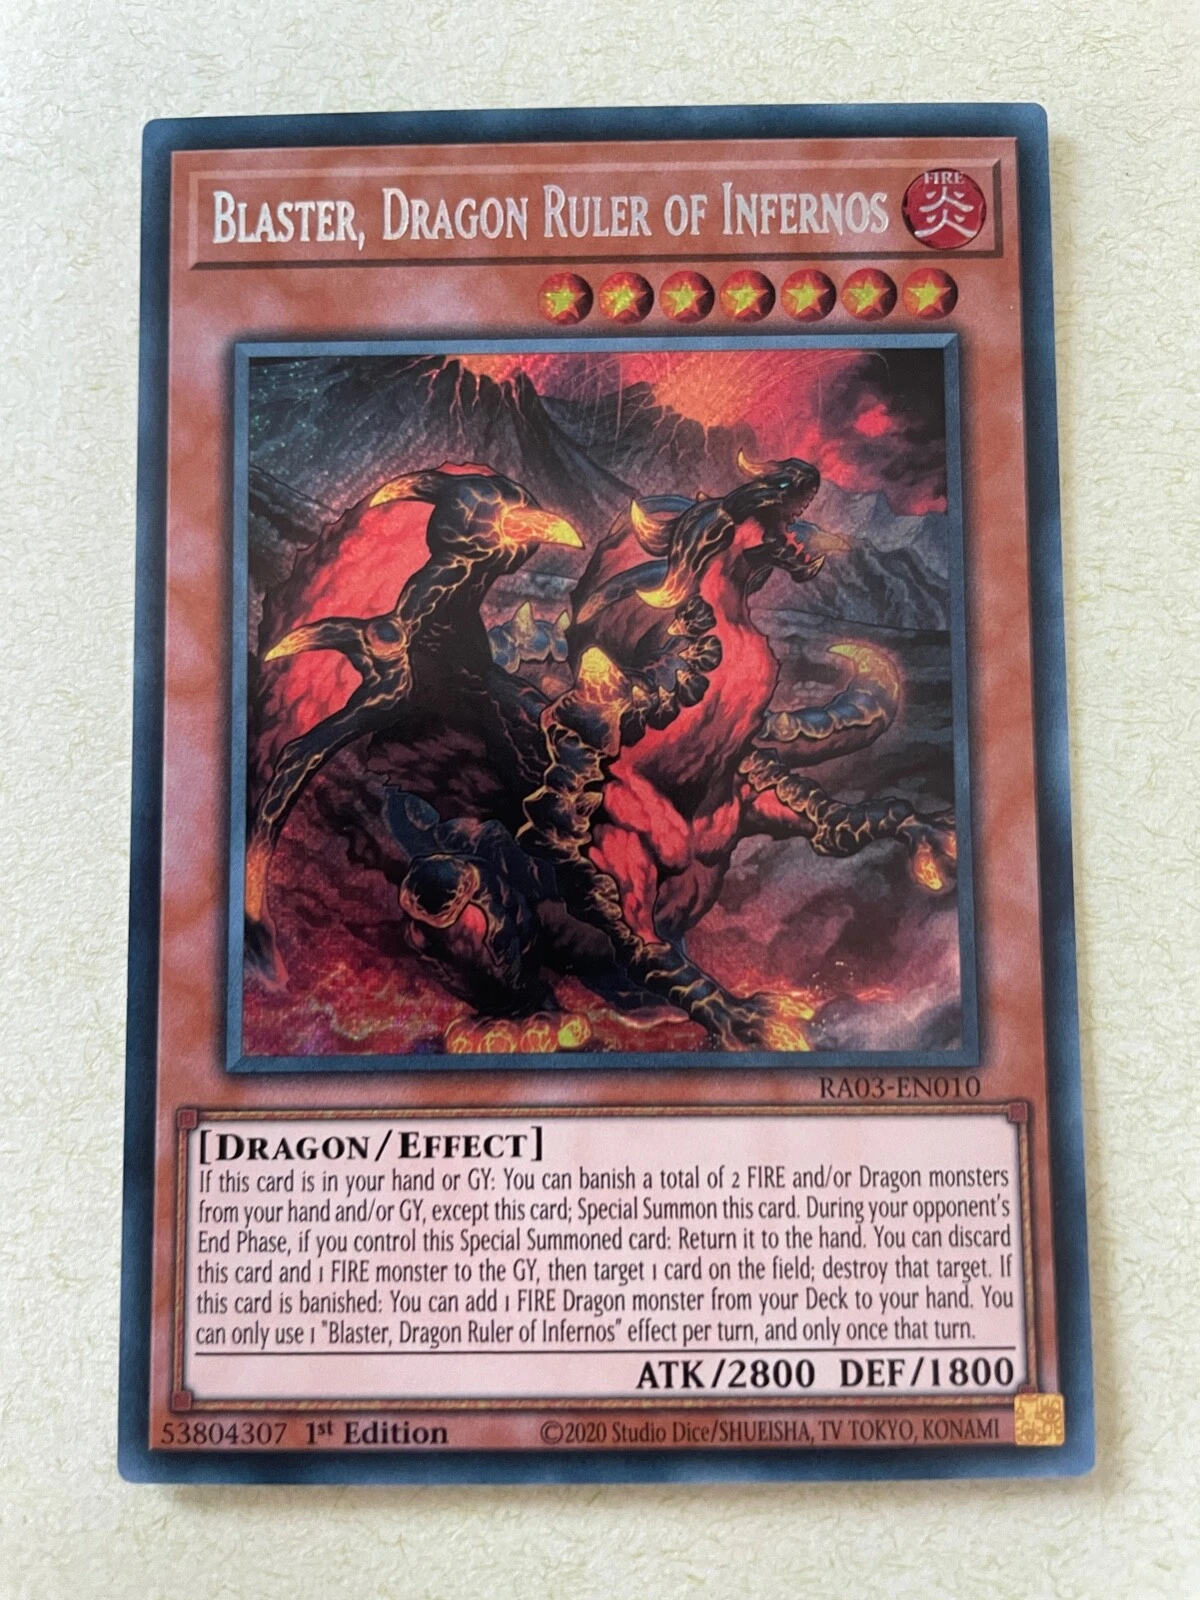 BLASTER, DRAGON RULER OF INFERNOS
FIRE
炎
RA03-EN010
[DRAGON/EFFECT]
If this card is in your hand or GY: You can banish a total of 2 FIRE and/or Dragon monsters
from your hand and/or GY, except this card; Special Summon this card. During your opponent's
End Phase, if you control this Special Summoned card: Return it to the hand. You can discard
this card and 1 FIRE monster to the GY, then target 1 card on the field; destroy that target. If
this card is banished: You can add 1 FIRE Dragon monster from your Deck to your hand. You
can only use 1 "Blaster, Dragon Ruler of Infernos" effect per turn, and only once that turn.
ATK/2800 DEF/1800
53804307 1st Edition ©2020 Studio Dice/SHUEISHA, TV TOKYO, KONAMI